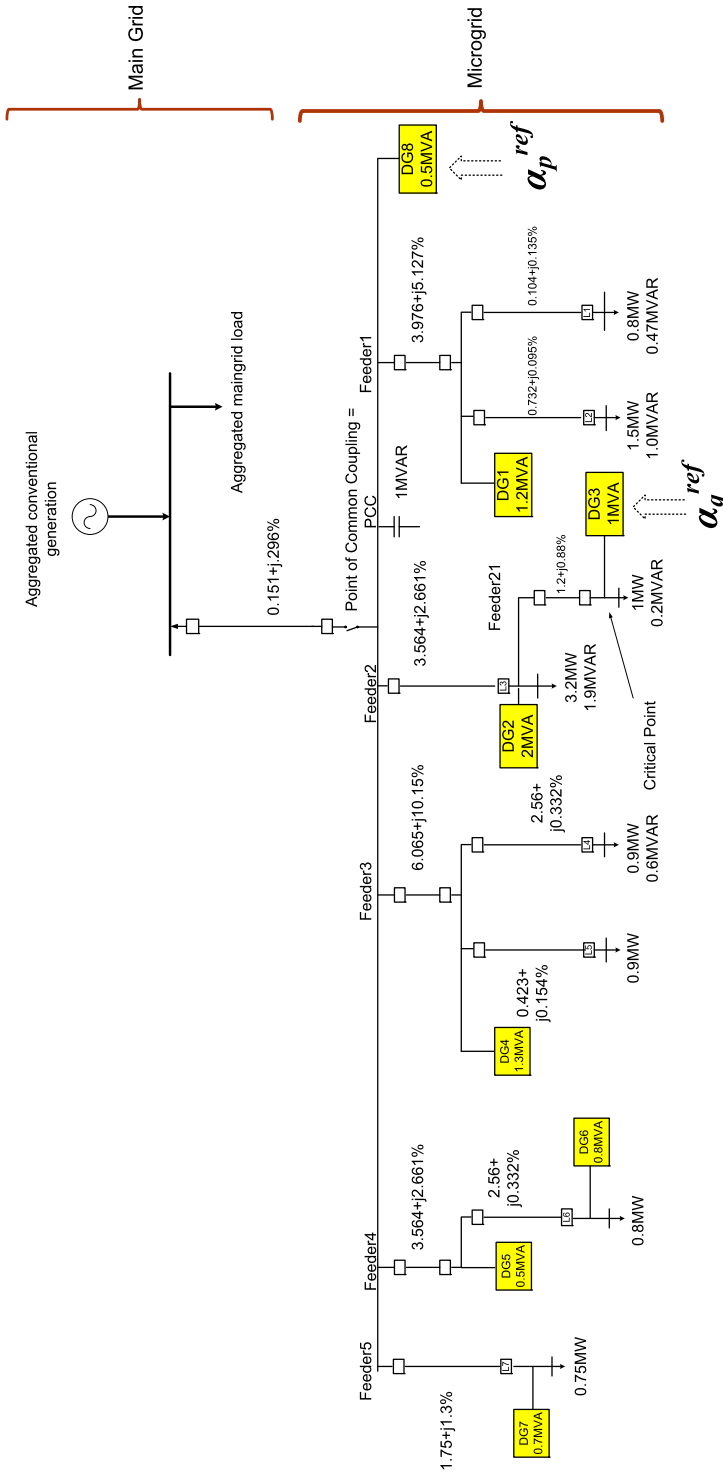 Main Grid
Microgrid
Aggregated conventional
generation
Aggregated maingrid load
0.151+j.296%
Point of Common Coupling =
PCC
1MVAR
Feeder5
1.75+j1.3%
L7
DG7
0.7MVA
0.75MW
Feeder4
3.564+j2.661%
DG5
0.5MVA
2.56+
j0.332%
L6
DG6
0.8MVA
0.8MW
Feeder3
6.065+j10.15%
DG4
1.3MVA
0.423+
j0.154%
L5
0.9MW
2.56+
j0.332%
L4
0.9MW
0.6MVAR
Feeder2
3.564+j2.661%
L3
DG2
2MVA
3.2MW
1.9MVAR
Feeder21
1.2+j0.88%
DG3
1MVA
1MW
0.2MVAR
Critical Point
α_q^ref
Feeder1
3.976+j5.127%
DG1
1.2MVA
0.732+j0.095%
L2
1.5MW
1.0MVAR
0.104+j0.135%
L1
0.8MW
0.47MVAR
DG8
0.5MVA
α_p^ref